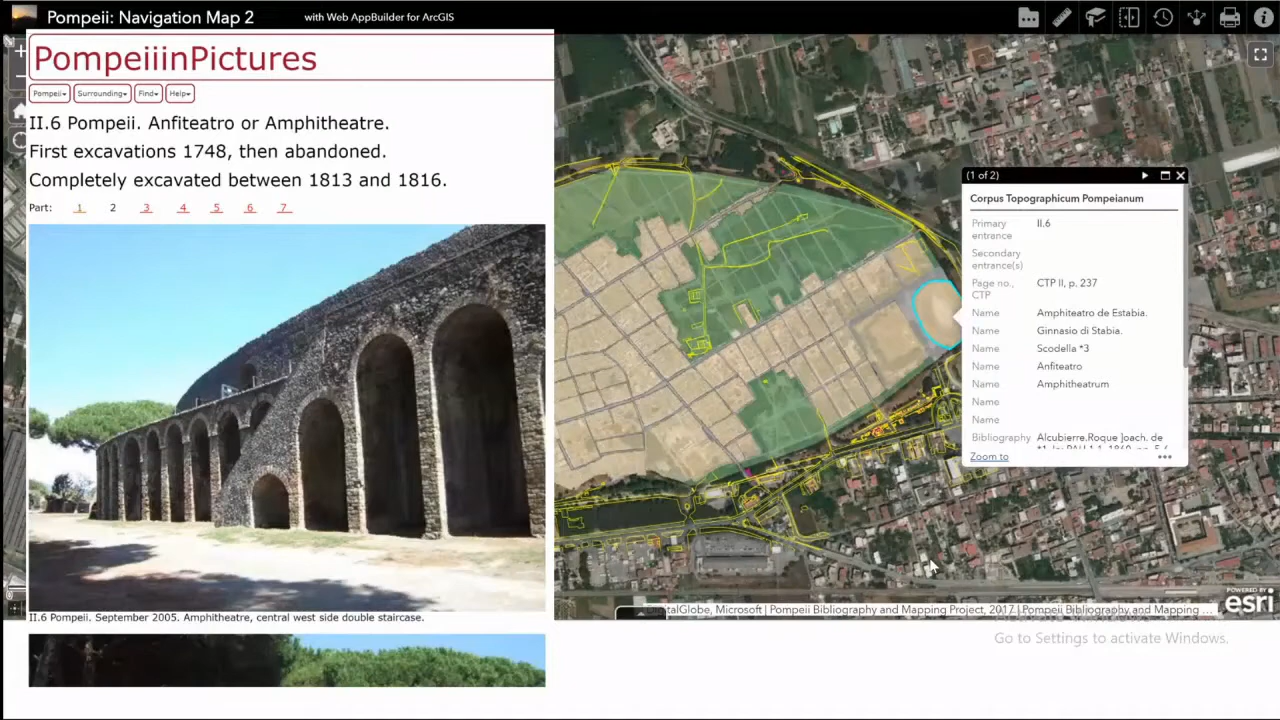 Pompeii: Navigation Map 2
with Web AppBuilder for ArcGIS
PompeiiinPictures
Pompeii▾ Surrounding▾ Find▾ Help▾
II.6 Pompeii. Anfiteatro or Amphitheatre.
First excavations 1748, then abandoned.
Completely excavated between 1813 and 1816.
Part: 1 2 3 4 5 6 7
II.6 Pompeii. September 2005. Amphitheatre, central west side double staircase.
(1 of 2)
Corpus Topographicum Pompeianum
Primary entrance II.6
Secondary entrance(s)
Page no., CTP CTP II, p. 237
Name Amphiteatro de Estabia.
Name Ginnasio di Stabia.
Name Scodella *3
Name Anfiteatro
Name Amphitheatrum
Name
Name
Bibliography Alcubierre.Roque Joach. de
Zoom to
•••
POWERED BY
esri
DigitalGlobe, Microsoft | Pompeii Bibliography and Mapping Project, 2017 | Pompeii Bibliography and Mapping ...
Go to Settings to activate Windows.